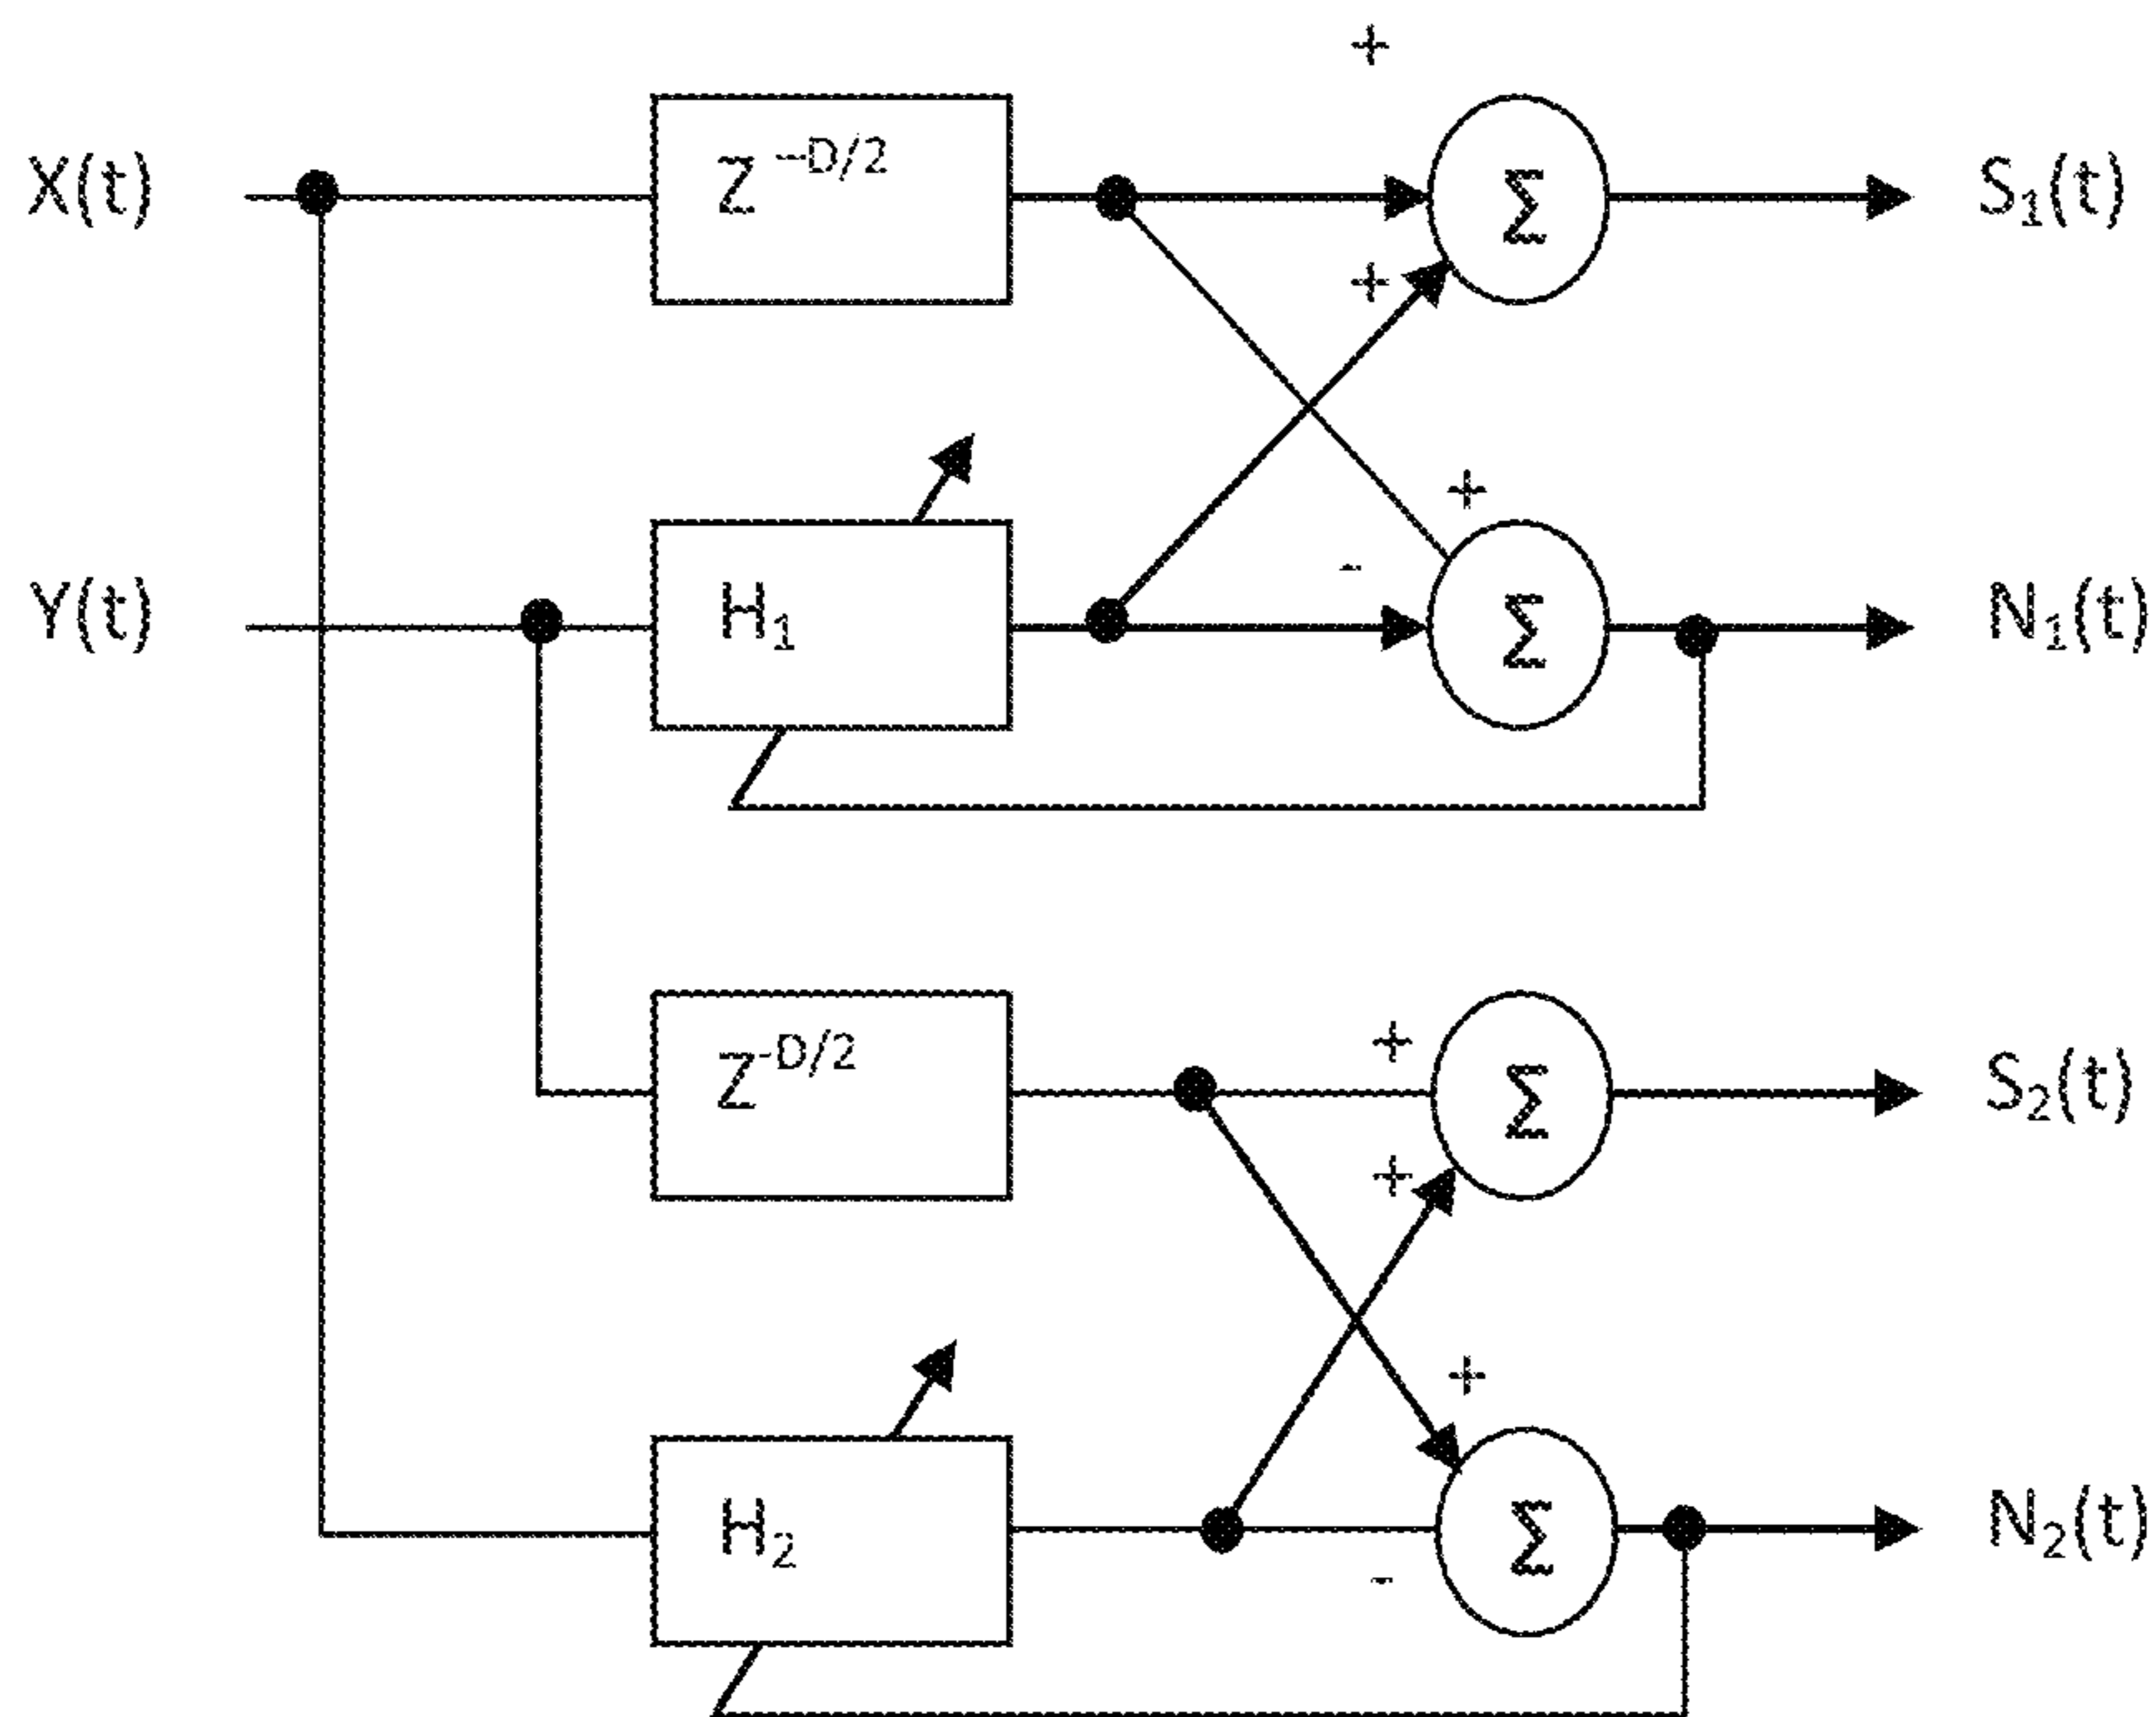 +
X(t) Z⁻ᴰ/² Σ S₁(t)
+
+
-
Y(t) H₁ Σ N₁(t)
Z⁻ᴰ/² + Σ S₂(t)
+
+
H₂ Σ N₂(t)
-